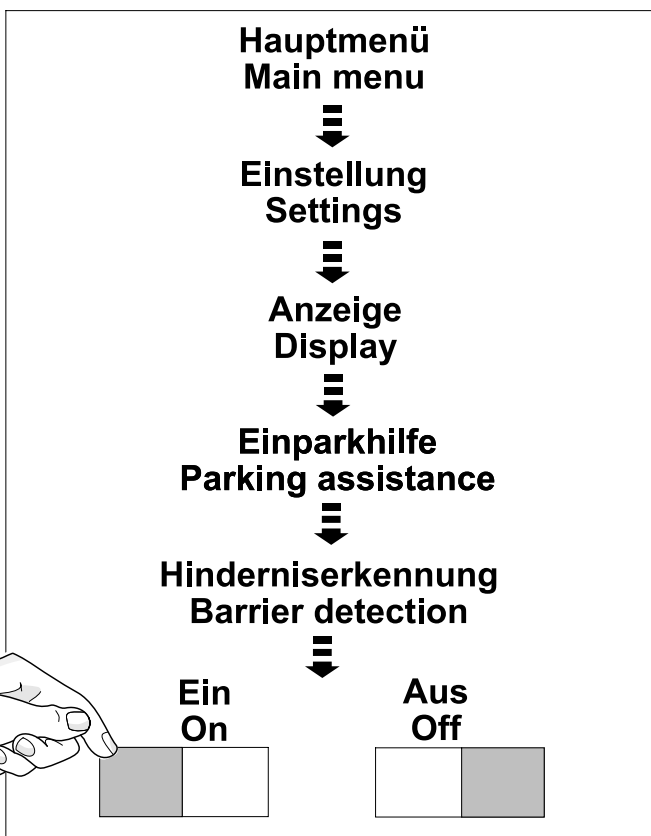 Hauptmenü
Main menu
Einstellung
Settings
Anzeige
Display
Einparkhilfe
Parking assistance
Hinderniserkennung
Barrier detection
Ein
On
Aus
Off